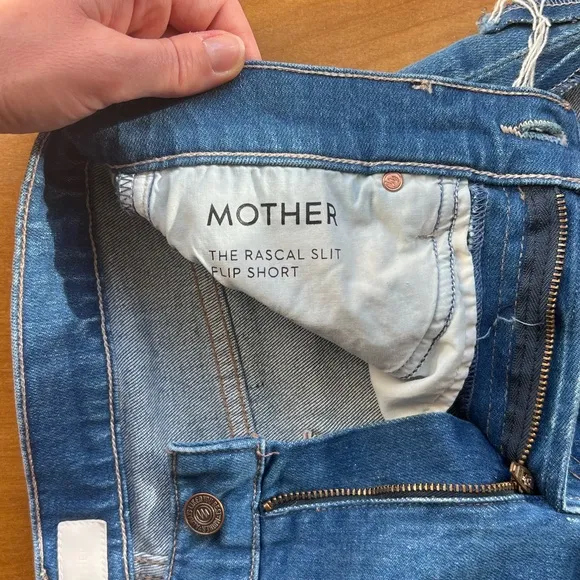 MOTHER
THE RASCAL SLIT
FLIP SHORT